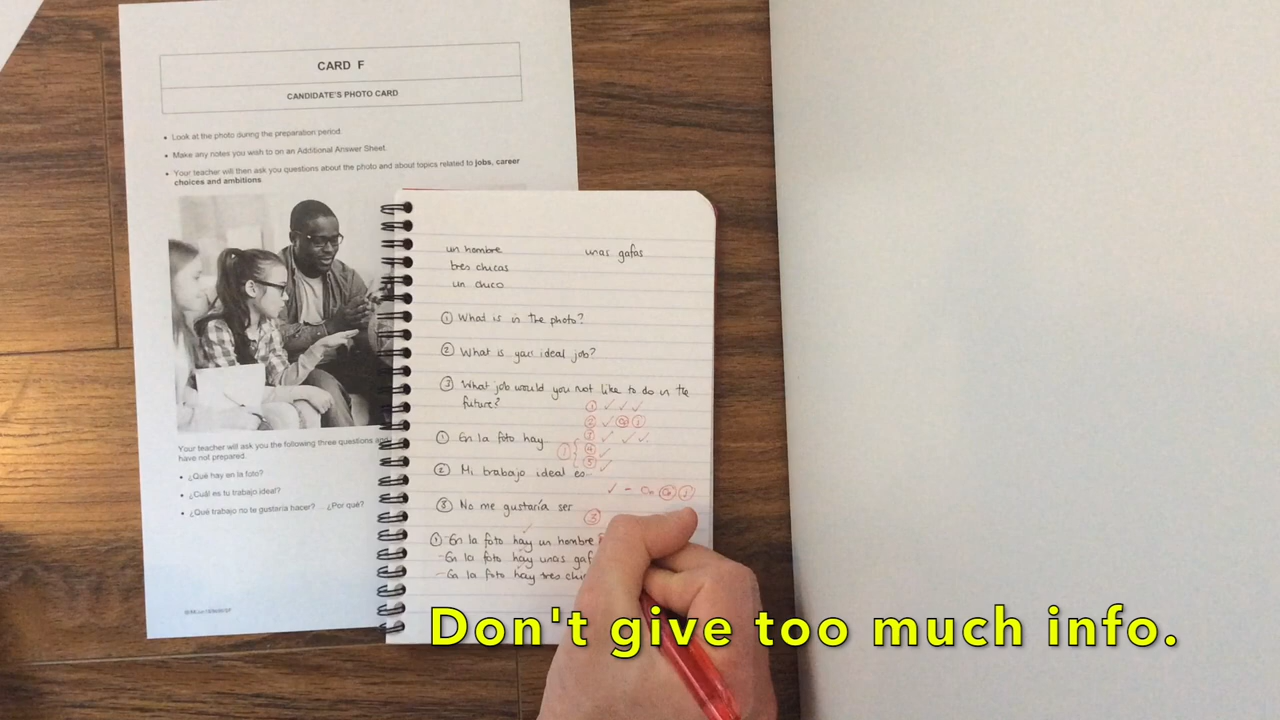 CARD F
CANDIDATE'S PHOTO CARD
• Look at the photo during the preparation period.
• Make any notes you wish to on an Additional Answer Sheet.
• Your teacher will then ask you questions about the photo and about topics related to jobs, career
choices and ambitions
Your teacher will ask you the following three questions and
have not prepared.
• ¿Qué hay en la foto?
• ¿Cuál es tu trabajo ideal?
• ¿Qué trabajo no te gustaría hacer? ... ¿Por qué?
un hombre
unas gafas
tres chicas
un chico
① What is in the photo?
② What is your ideal job?
③ What job would you not like to do in the
future?
① ✓ ✓ ✓
② ✓
③ ✓ ✓ ✓
④ ✓
⑤ ✓
① En la foto hay
② Mi trabajo ideal es...
③ No me gustaría ser
③
① - En la foto hay un hombre
- En la foto hay unas gaf
- En la foto hay tres chi
Don't give too much info.